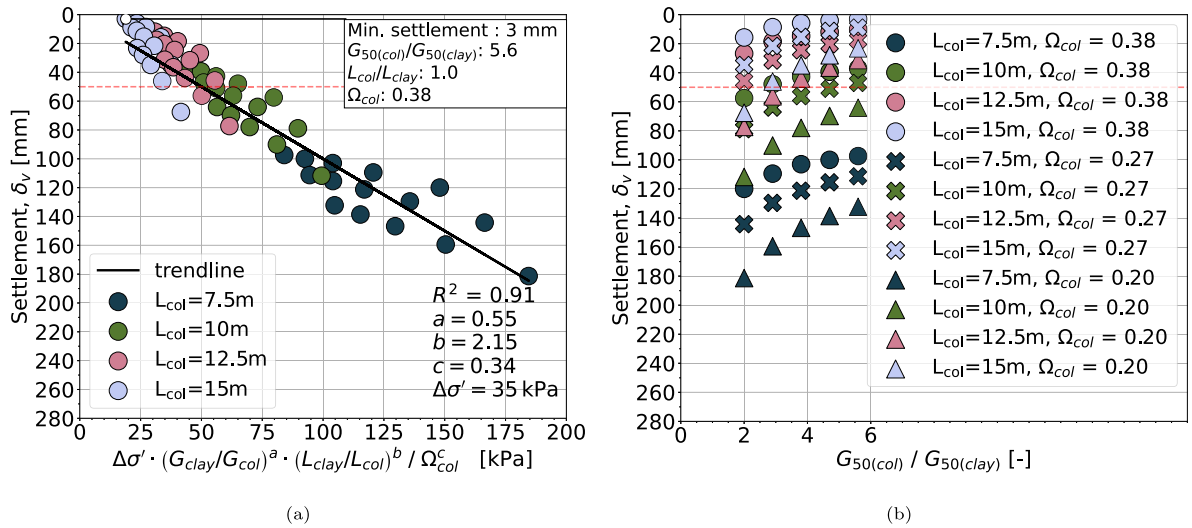 Min. settlement : 3 mm
G50(col)/G50(clay): 5.6
Lcol/Lclay: 1.0
Ωcol: 0.38
0
20
40
60
80
100
120
140
160
180
200
220
240
260
280
Settlement, δv [mm]
trendline
Lcol=7.5m
Lcol=10m
Lcol=12.5m
Lcol=15m
R² = 0.91
a = 0.55
b = 2.15
c = 0.34
Δσ′ = 35 kPa
0 25 50 75 100 125 150 175 200
Δσ′ · (Gclay/Gcol)^a · (Lclay/Lcol)^b / Ω^c_col [kPa]
(a)
0
20
40
60
80
100
120
140
160
180
200
220
240
260
280
Settlement, δv [mm]
Lcol=7.5m, Ωcol = 0.38
Lcol=10m, Ωcol = 0.38
Lcol=12.5m, Ωcol = 0.38
Lcol=15m, Ωcol = 0.38
Lcol=7.5m, Ωcol = 0.27
Lcol=10m, Ωcol = 0.27
Lcol=12.5m, Ωcol = 0.27
Lcol=15m, Ωcol = 0.27
Lcol=7.5m, Ωcol = 0.20
Lcol=10m, Ωcol = 0.20
Lcol=12.5m, Ωcol = 0.20
Lcol=15m, Ωcol = 0.20
0 2 4 6
G50(col) / G50(clay) [-]
(b)